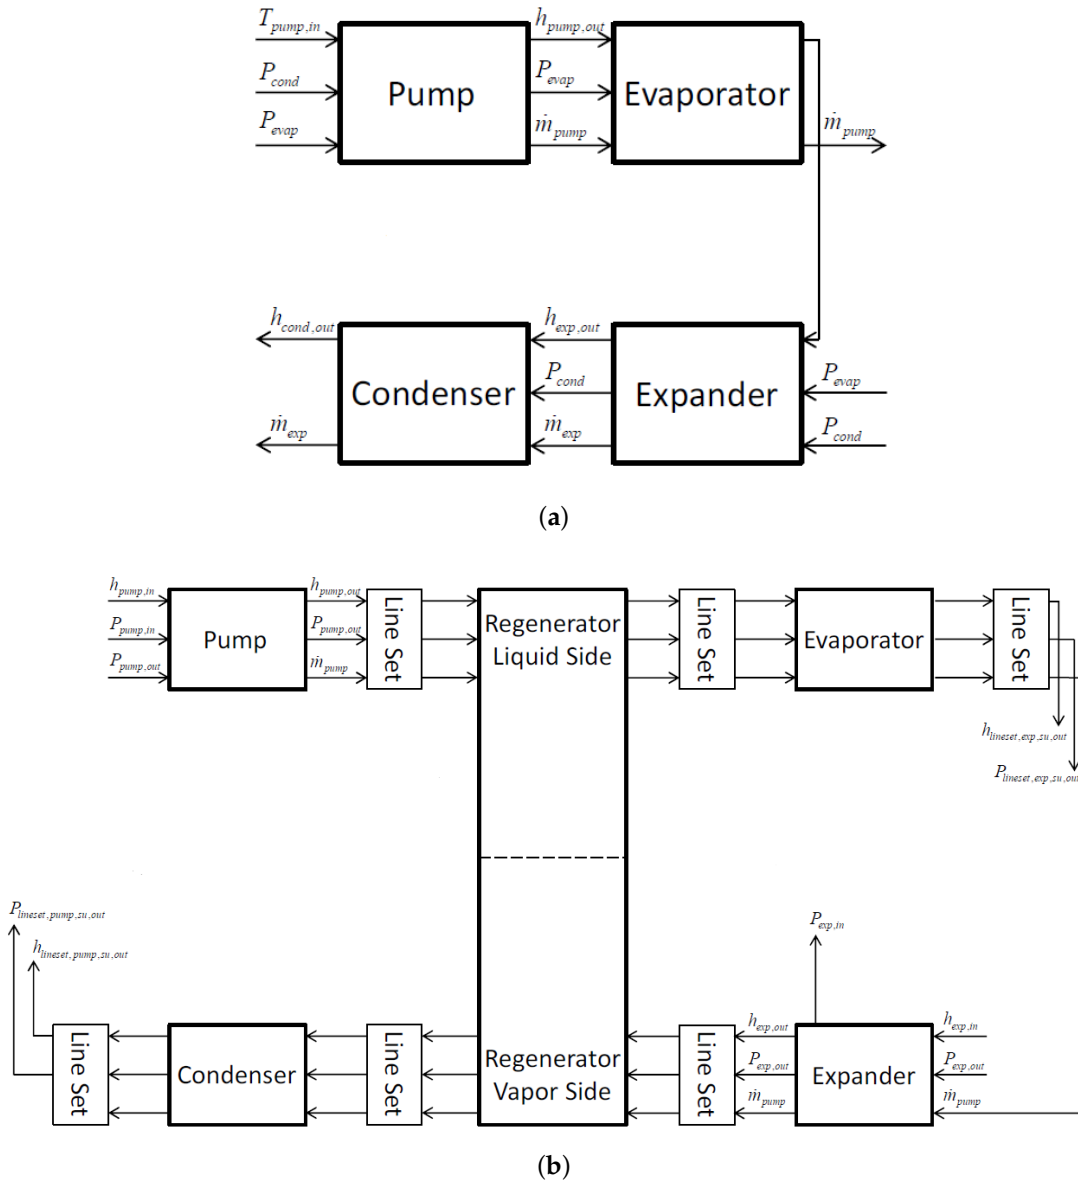 T_pump,in
h_pump,out
P_cond
Pump
P_evap
Evaporator
P_evap
ṁ_pump
ṁ_pump
h_cond,out
h_exp,out
Condenser
P_cond
Expander
P_evap
ṁ_exp
ṁ_exp
P_cond
(a)
h_pump,in
h_pump,out
P_pump,in
Pump
P_pump,out
Line Set
Regenerator
Liquid Side
Line Set
Evaporator
Line Set
P_pump,out
ṁ_pump
h_lineset,exp,su,out
P_lineset,exp,su,out
P_lineset,pump,su,out
h_lineset,pump,su,out
P_exp,in
Line Set
Condenser
Line Set
Regenerator
Vapor Side
Line Set
h_exp,out
P_exp,out
ṁ_pump
Expander
h_exp,in
P_exp,out
ṁ_pump
(b)